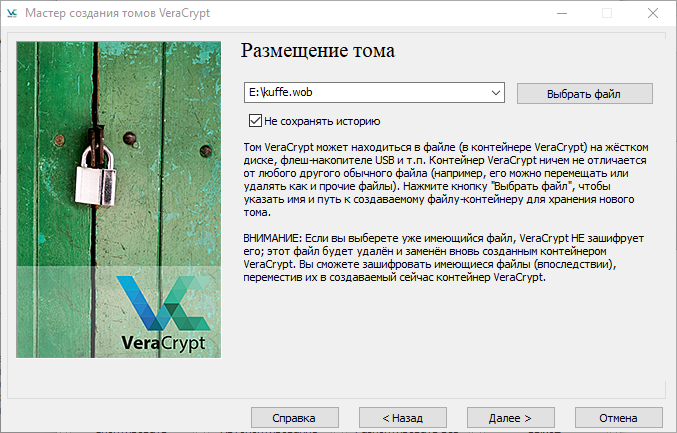 Мастер создания томов VeraCrypt
Размещение тома
E:\kuffe.wob
Выбрать файл
Не сохранять историю
Том VeraCrypt может находиться в файле (в контейнере VeraCrypt) на жёстком
диске, флеш-накопителе USB и т.п. Контейнер VeraCrypt ничем не отличается
от любого другого обычного файла (например, его можно перемещать или
удалять как и прочие файлы). Нажмите кнопку "Выбрать файл", чтобы
указать имя и путь к создаваемому файлу-контейнеру для хранения нового
тома.
ВНИМАНИЕ: Если вы выберете уже имеющийся файл, VeraCrypt НЕ зашифрует
его; этот файл будет удалён и заменён вновь созданным контейнером
VeraCrypt. Вы сможете зашифровать имеющиеся файлы (впоследствии),
переместив их в создаваемый сейчас контейнер VeraCrypt.
VeraCrypt
Справка
< Назад
Далее >
Отмена